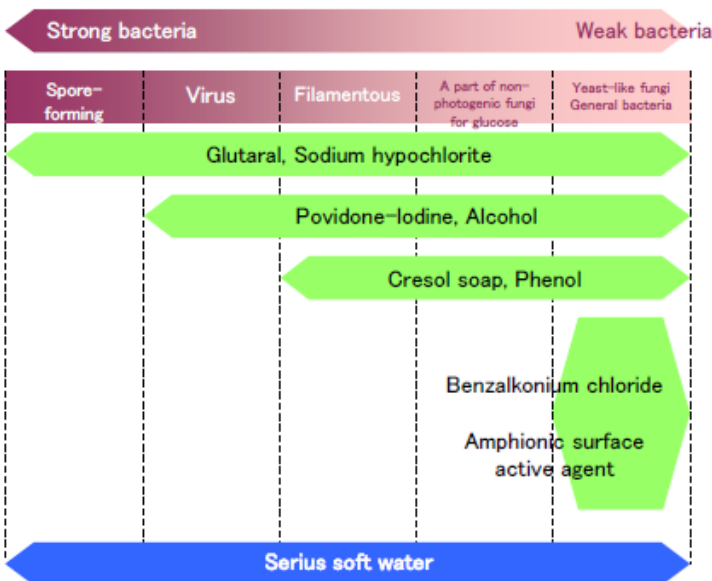 Strong bacteria
Weak bacteria
Spore-
forming
Virus
Filamentous
A part of non-
photogenic fungi
for glucose
Yeast-like fungi
General bacteria
Glutaral, Sodium hypochlorite
Povidone-Iodine, Alcohol
Cresol soap, Phenol
Benzalkonium chloride
Amphionic surface
active agent
Serius soft water